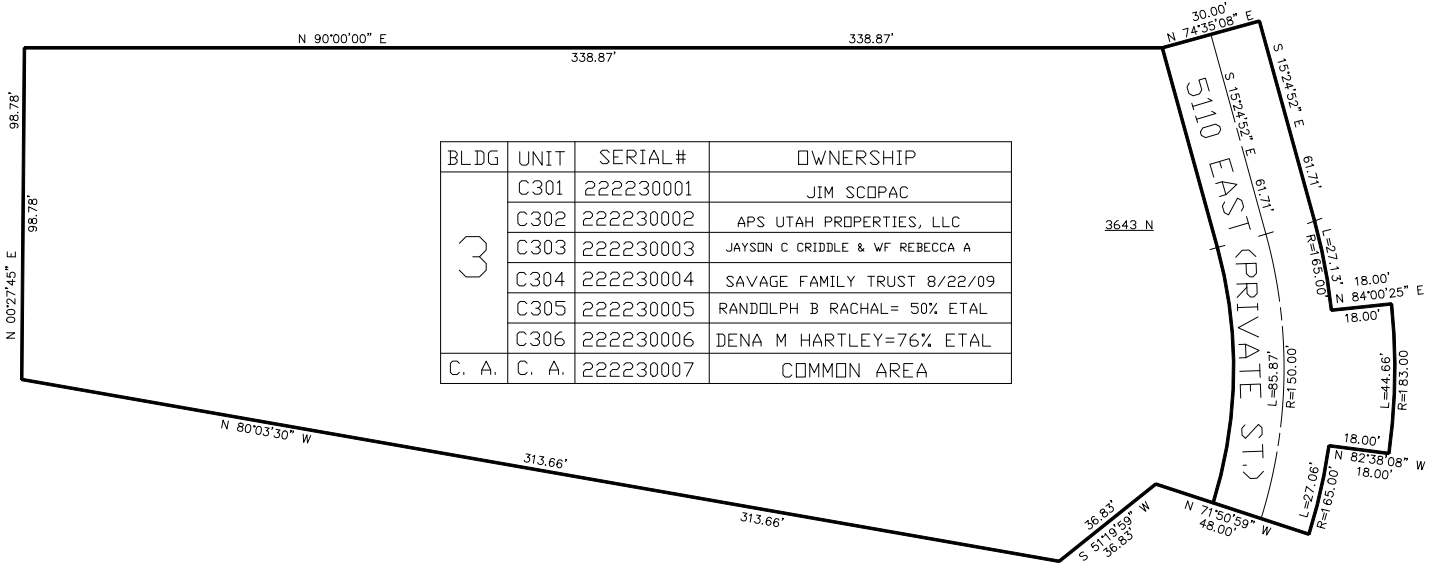 N 90°00'00" E
338.87'
338.87'
30.00'
N 74°35'08" E
98.78'
98.78'
N 00°27'45" E
S 15°24'52" E
61.71'
S 15°24'52" E
61.71'
5110 EAST (PRIVATE ST.)
BLDG UNIT SERIAL# OWNERSHIP
3
C301 222230001 JIM SCOPAC
C302 222230002 APS UTAH PROPERTIES, LLC
C303 222230003 JAYSON C CRIDDLE & WF REBECCA A
C304 222230004 SAVAGE FAMILY TRUST 8/22/09
C305 222230005 RANDOLPH B RACHAL= 50% ETAL
C306 222230006 DENA M HARTLEY=76% ETAL
C. A. C. A. 222230007 COMMON AREA
3643 N
L=27.13'
R=165.00'
18.00'
N 84°00'25" E
18.00'
L=85.87'
R=150.00'
L=44.66'
R=183.00
18.00'
N 82°38'08" W
18.00'
L=27.06'
R=165.00'
N 71°50'59" W
48.00'
36.83'
S 51°19'59" W
36.83'
N 80°03'30" W
313.66'
313.66'